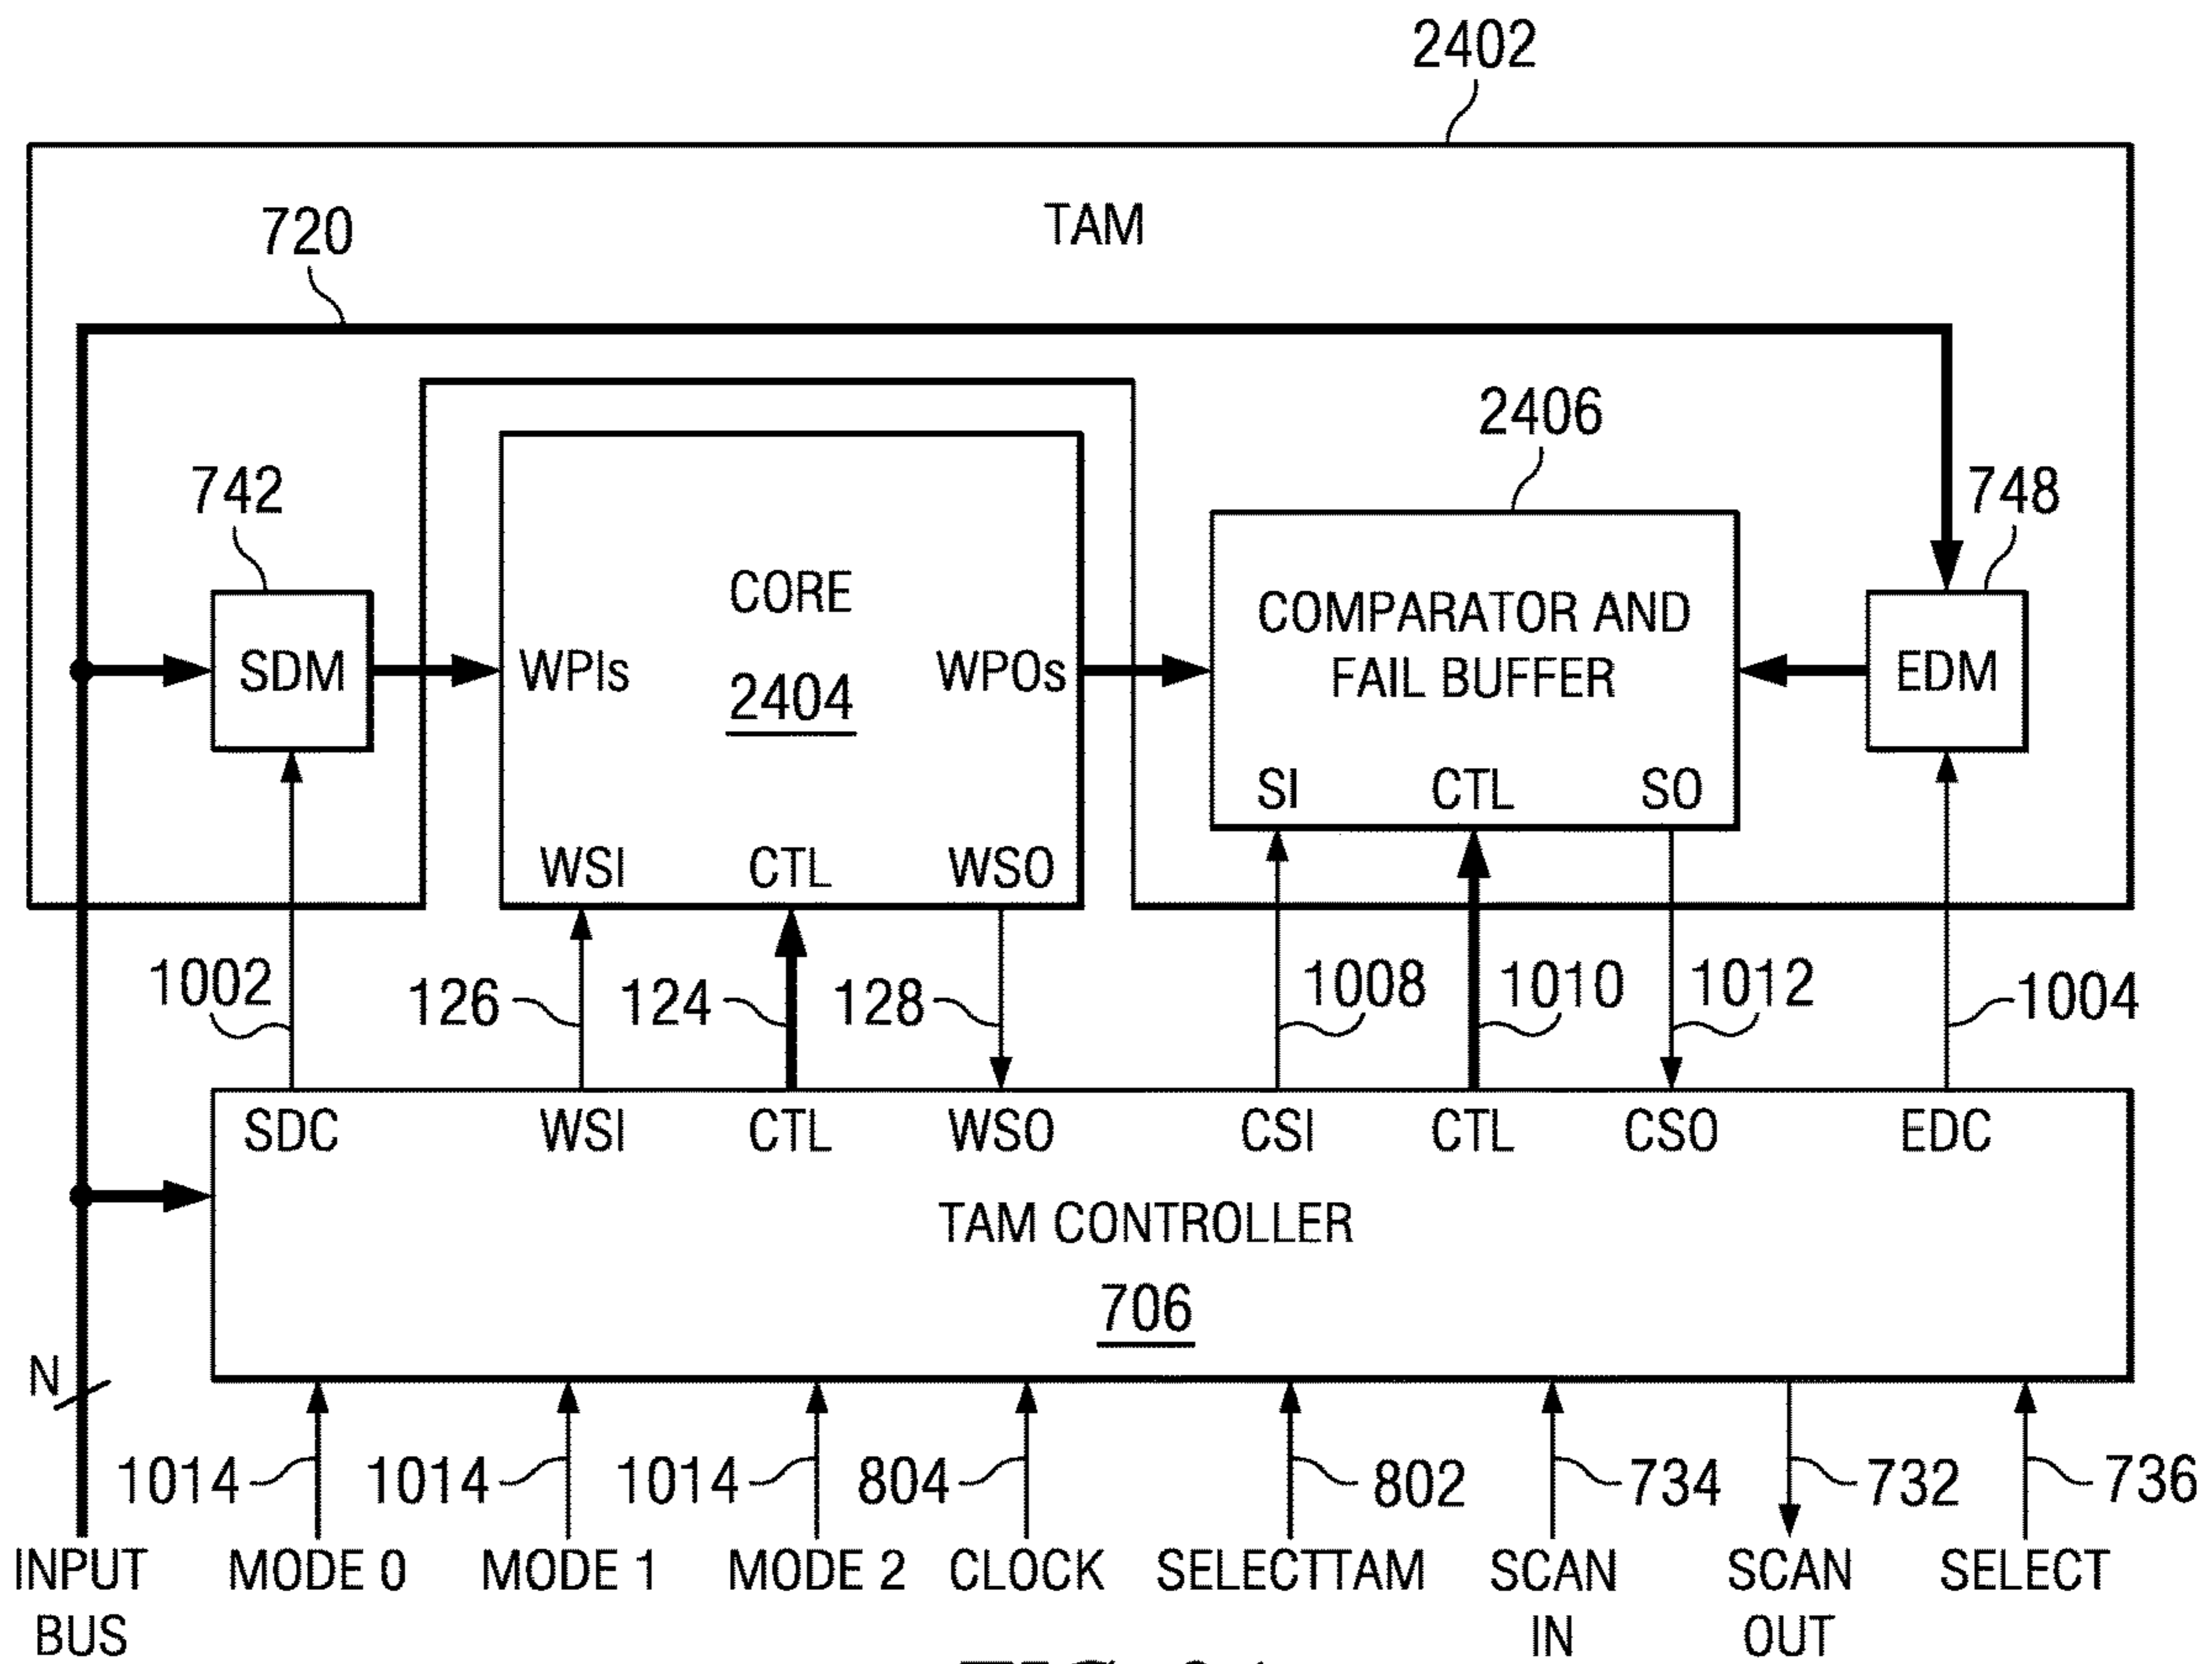 2402
TAM
720
2406
742
748
CORE
2404
COMPARATOR AND
FAIL BUFFER
SDM
WPIs
WPOs
EDM
SI CTL SO
WSI CTL WSO
1002
126
124
128
1008
1010
1012
1004
SDC WSI CTL WSO CSI CTL CSO EDC
TAM CONTROLLER
706
N
1014
1014
1014
804
802
734
732
736
INPUT
BUS
MODE 0
MODE 1
MODE 2
CLOCK
SELECTTAM
SCAN
IN
SCAN
OUT
SELECT